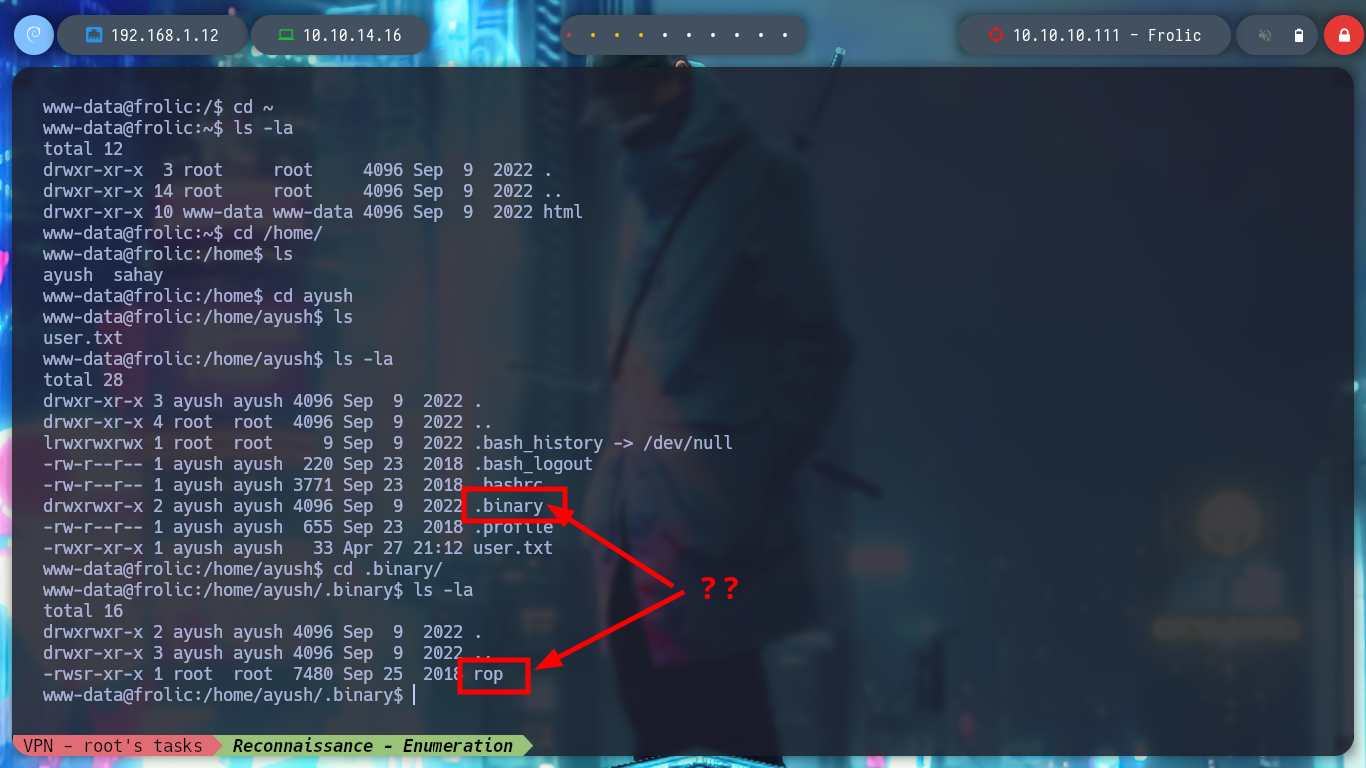 192.168.1.12 10.10.14.16 10.10.10.111 - Frolic
www-data@frolic:/$ cd ~
www-data@frolic:~$ ls -la
total 12
drwxr-xr-x  3 root     root     4096 Sep  9  2022 .
drwxr-xr-x 14 root     root     4096 Sep  9  2022 ..
drwxr-xr-x 10 www-data www-data 4096 Sep  9  2022 html
www-data@frolic:~$ cd /home/
www-data@frolic:/home$ ls
ayush  sahay
www-data@frolic:/home$ cd ayush
www-data@frolic:/home/ayush$ ls
user.txt
www-data@frolic:/home/ayush$ ls -la
total 28
drwxr-xr-x 3 ayush ayush 4096 Sep  9  2022 .
drwxr-xr-x 4 root  root  4096 Sep  9  2022 ..
lrwxrwxrwx 1 root  root     9 Sep  9  2022 .bash_history -> /dev/null
-rw-r--r-- 1 ayush ayush  220 Sep 23  2018 .bash_logout
-rw-r--r-- 1 ayush ayush 3771 Sep 23  2018 .bashrc
drwxrwxr-x 2 ayush ayush 4096 Sep  9  2022 .binary
-rw-r--r-- 1 ayush ayush  655 Sep 23  2018 .profile
-rwxr-xr-x 1 ayush ayush   33 Apr 27 21:12 user.txt
www-data@frolic:/home/ayush$ cd .binary/
www-data@frolic:/home/ayush/.binary$ ls -la
??
total 16
drwxrwxr-x 2 ayush ayush 4096 Sep  9  2022 .
drwxr-xr-x 3 ayush ayush 4096 Sep  9  2022 ..
-rwsr-xr-x 1 root  root  7480 Sep 25  2018 rop
www-data@frolic:/home/ayush/.binary$
VPN - root's tasks Reconnaissance - Enumeration